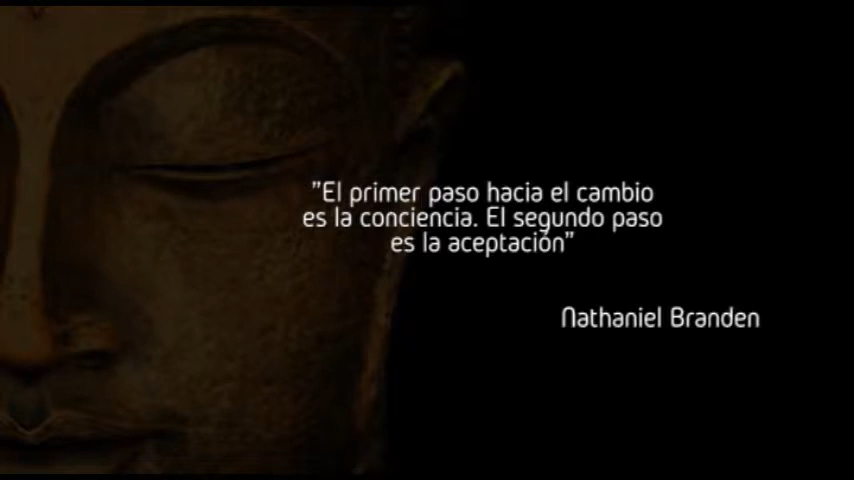 "El primer paso hacia el cambio
es la conciencia. El segundo paso
es la aceptación"
Nathaniel Branden